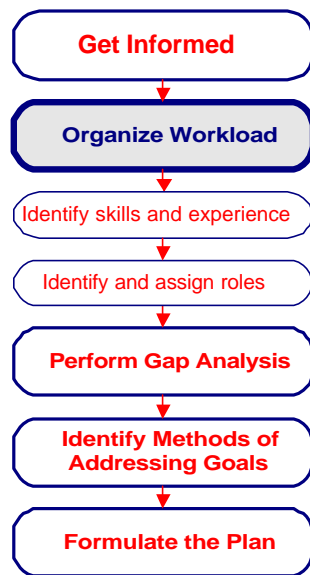 Get Informed
Organize Workload
Identify skills and experience
Identify and assign roles
Perform Gap Analysis
Identify Methods of
Addressing Goals
Formulate the Plan